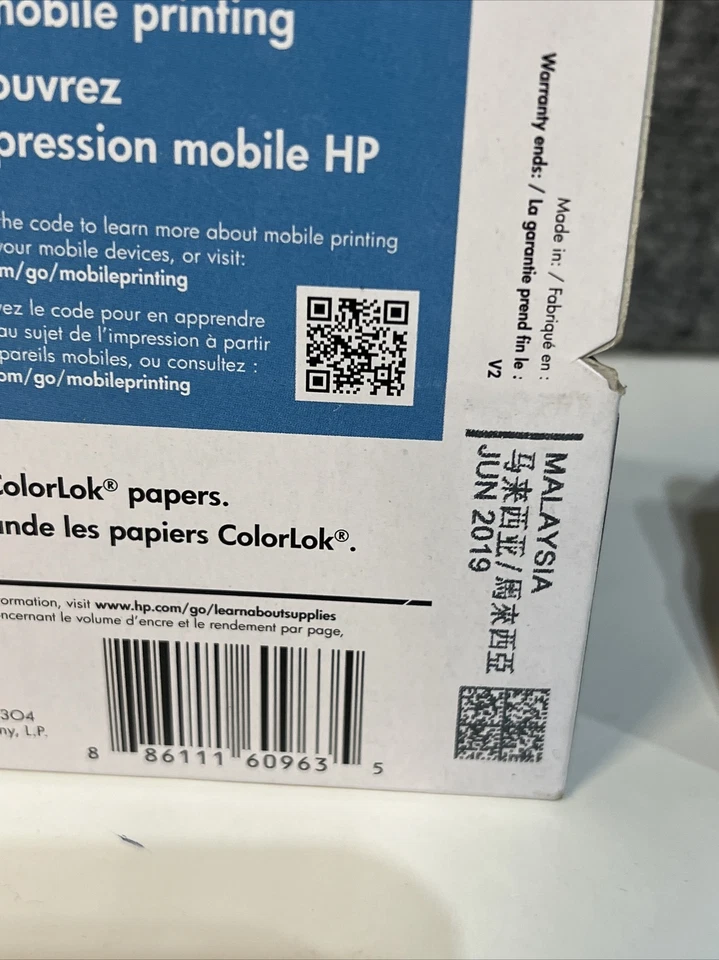 mobile printing
ouvrez
pression mobile HP
he code to learn more about mobile printing
our mobile devices, or visit:
m/go/mobileprinting
ez le code pour en apprendre
au sujet de l'impression à partir
pareils mobiles, ou consultez :
om/go/mobileprinting
ColorLok® papers.
nde les papiers ColorLok®.
ormation, visit www.hp.com/go/learnaboutsupplies
ncernant le volume d'encre et le rendement par page,
304
ny, L.P.
8 86111 60963 5
Made in: / Fabriqué en :
Warranty ends: / La garantie prend fin le :
V2
MALAYSIA
马来西亚/馬來西亞
JUN 2019